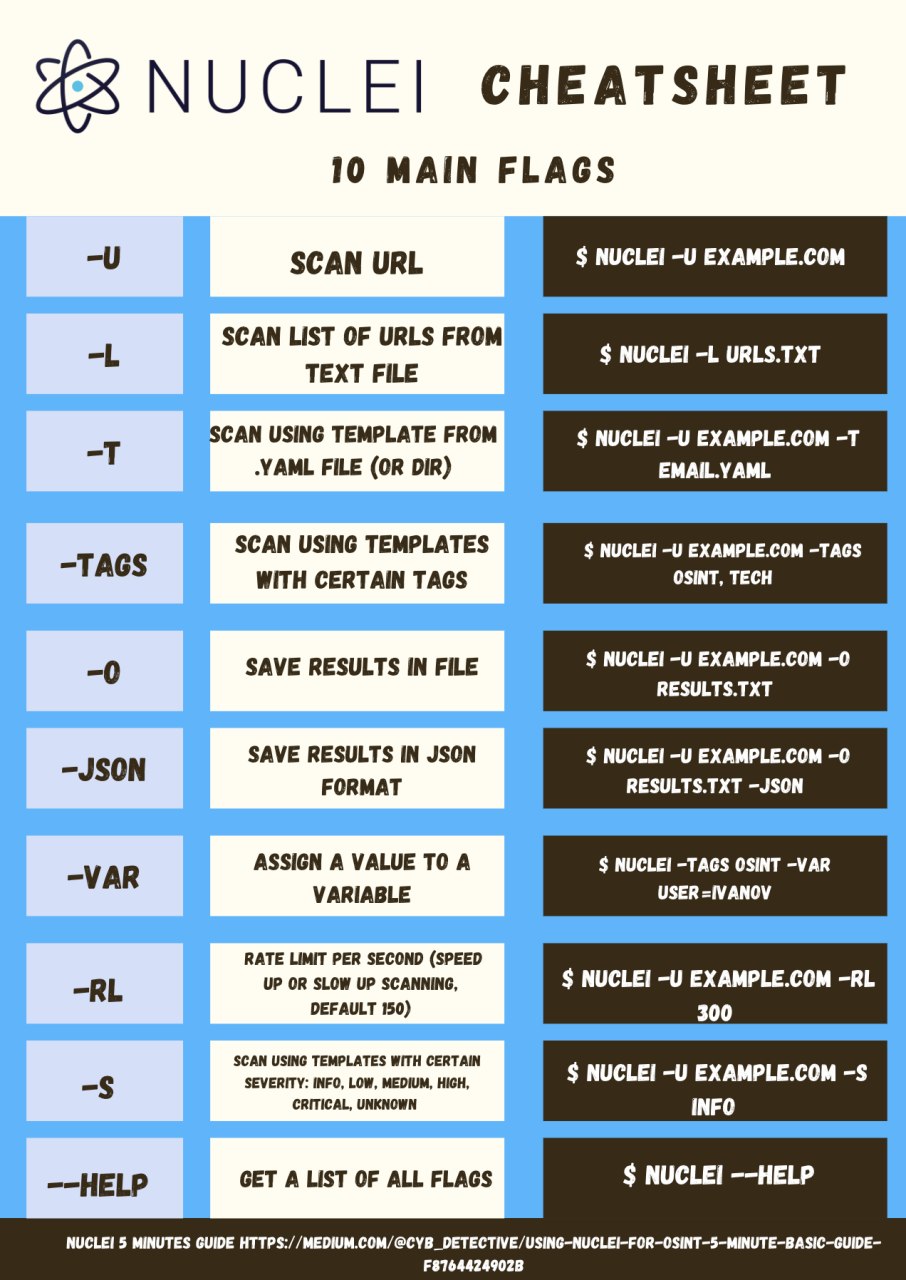 NUCLEI CHEATSHEET
10 MAIN FLAGS
-U
SCAN URL
$ NUCLEI -U EXAMPLE.COM
-L
SCAN LIST OF URLS FROM
TEXT FILE
$ NUCLEI -L URLS.TXT
-T
SCAN USING TEMPLATE FROM
.YAML FILE (OR DIR)
$ NUCLEI -U EXAMPLE.COM -T
EMAIL.YAML
-TAGS
SCAN USING TEMPLATES
WITH CERTAIN TAGS
$ NUCLEI -U EXAMPLE.COM -TAGS
OSINT, TECH
-O
SAVE RESULTS IN FILE
$ NUCLEI -U EXAMPLE.COM -O
RESULTS.TXT
-JSON
SAVE RESULTS IN JSON
FORMAT
$ NUCLEI -U EXAMPLE.COM -O
RESULTS.TXT -JSON
-VAR
ASSIGN A VALUE TO A
VARIABLE
$ NUCLEI -TAGS OSINT -VAR
USER=IVANOV
-RL
RATE LIMIT PER SECOND (SPEED
UP OR SLOW UP SCANNING,
DEFAULT 150)
$ NUCLEI -U EXAMPLE.COM -RL
300
-S
SCAN USING TEMPLATES WITH CERTAIN
SEVERITY: INFO, LOW, MEDIUM, HIGH,
CRITICAL, UNKNOWN
$ NUCLEI -U EXAMPLE.COM -S
INFO
--HELP
GET A LIST OF ALL FLAGS
$ NUCLEI --HELP
NUCLEI 5 MINUTES GUIDE HTTPS://MEDIUM.COM/@CYB_DETECTIVE/USING-NUCLEI-FOR-OSINT-5-MINUTE-BASIC-GUIDE-
F8764424902B